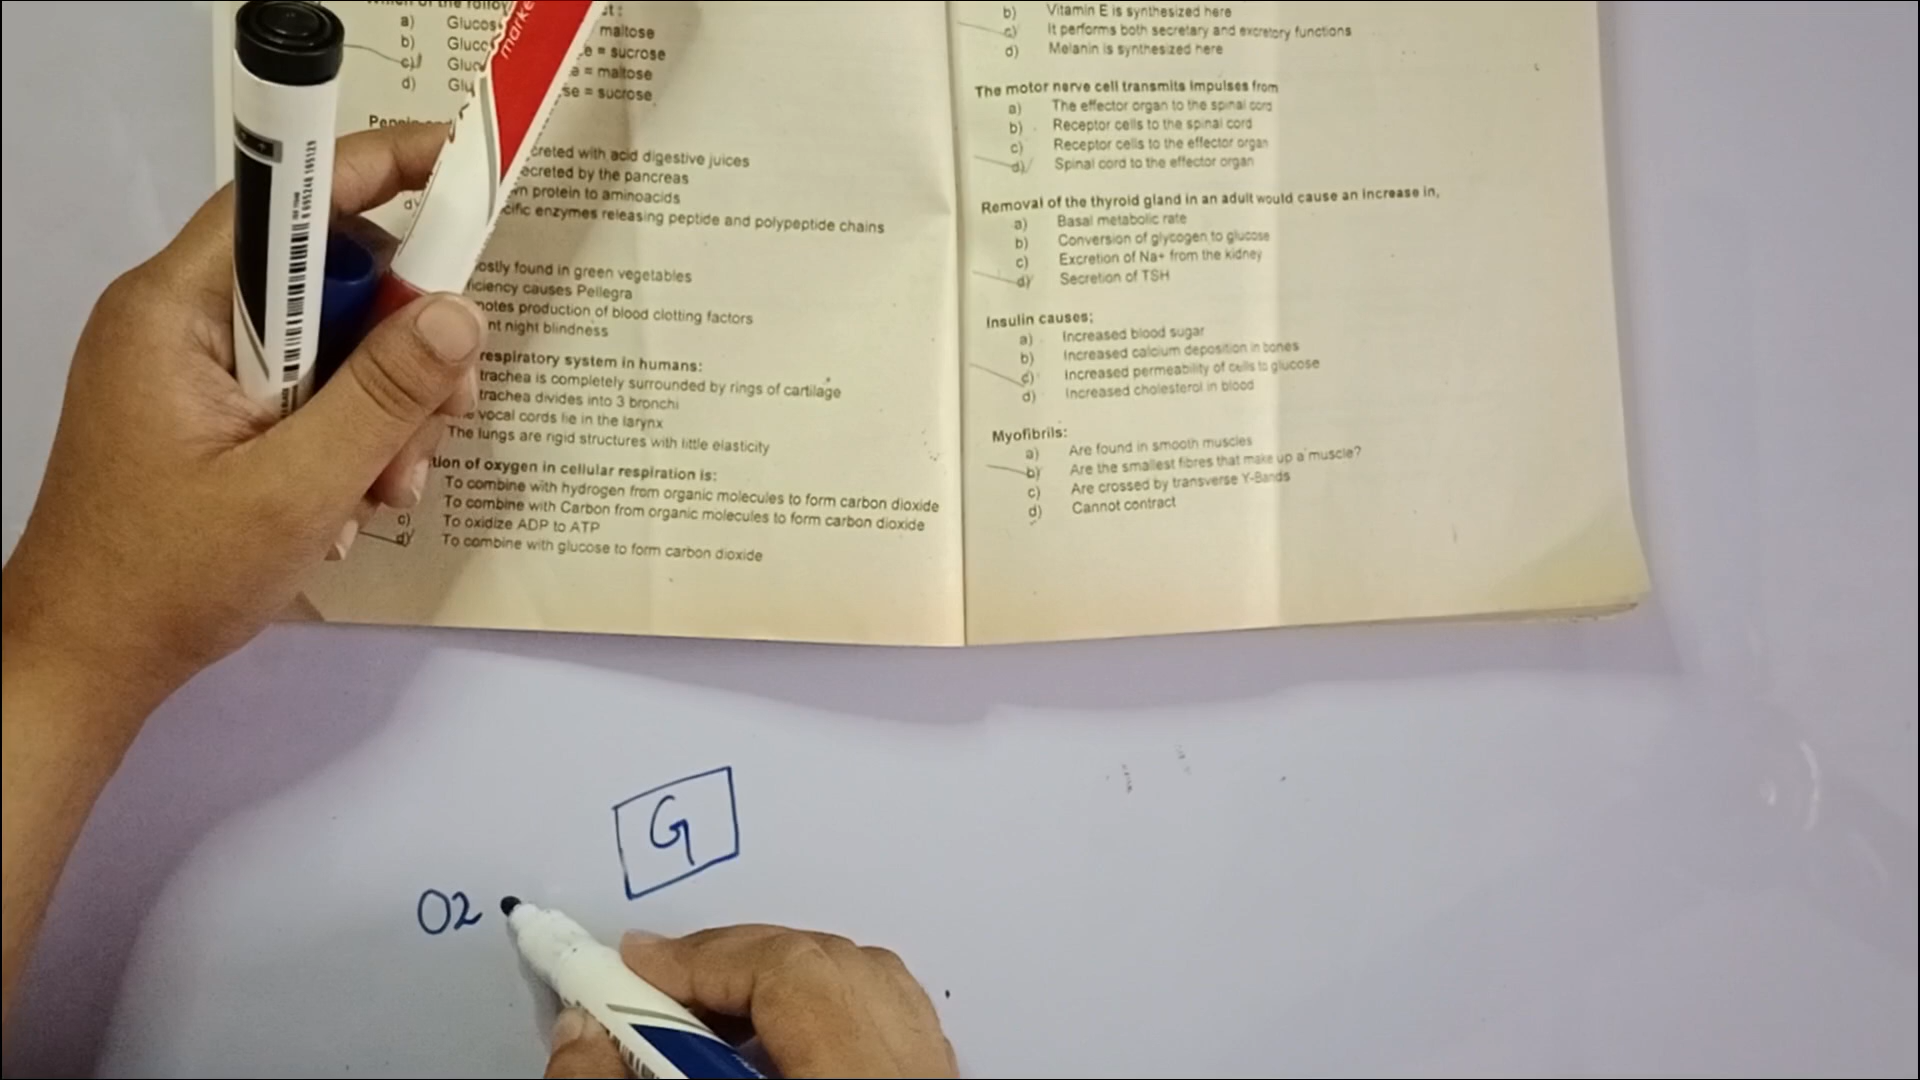 a) Glucos
maltose
b) Gluco
e = sucrose
c) Gluc
e = maltose
d) Glu
se = sucrose
creted with acid digestive juices
ecreted by the pancreas
n protein to aminoacids
cific enzymes releasing peptide and polypeptide chains
ostly found in green vegetables
iciency causes Pellegra
notes production of blood clotting factors
nt night blindness
respiratory system in humans:
trachea is completely surrounded by rings of cartilage
trachea divides into 3 bronchi
vocal cords lie in the larynx
The lungs are rigid structures with little elasticity
tion of oxygen in cellular respiration is:
To combine with hydrogen from organic molecules to form carbon dioxide
To combine with Carbon from organic molecules to form carbon dioxide
c) To oxidize ADP to ATP
d) To combine with glucose to form carbon dioxide
b) Vitamin E is synthesized here
c) It performs both secretary and excretory functions
d) Melanin is synthesized here
The motor nerve cell transmits impulses from
a) The effector organ to the spinal cord
b) Receptor cells to the spinal cord
c) Receptor cells to the effector organ
d) Spinal cord to the effector organ
Removal of the thyroid gland in an adult would cause an increase in,
a) Basal metabolic rate
b) Conversion of glycogen to glucose
c) Excretion of Na+ from the kidney
d) Secretion of TSH
Insulin causes;
a) Increased blood sugar
b) Increased calcium deposition in bones
c) Increased permeability of cells to glucose
d) Increased cholesterol in blood
Myofibrils:
a) Are found in smooth muscles
b) Are the smallest fibres that make up a muscle?
c) Are crossed by transverse Y-Bands
d) Cannot contract
marke
G
O2